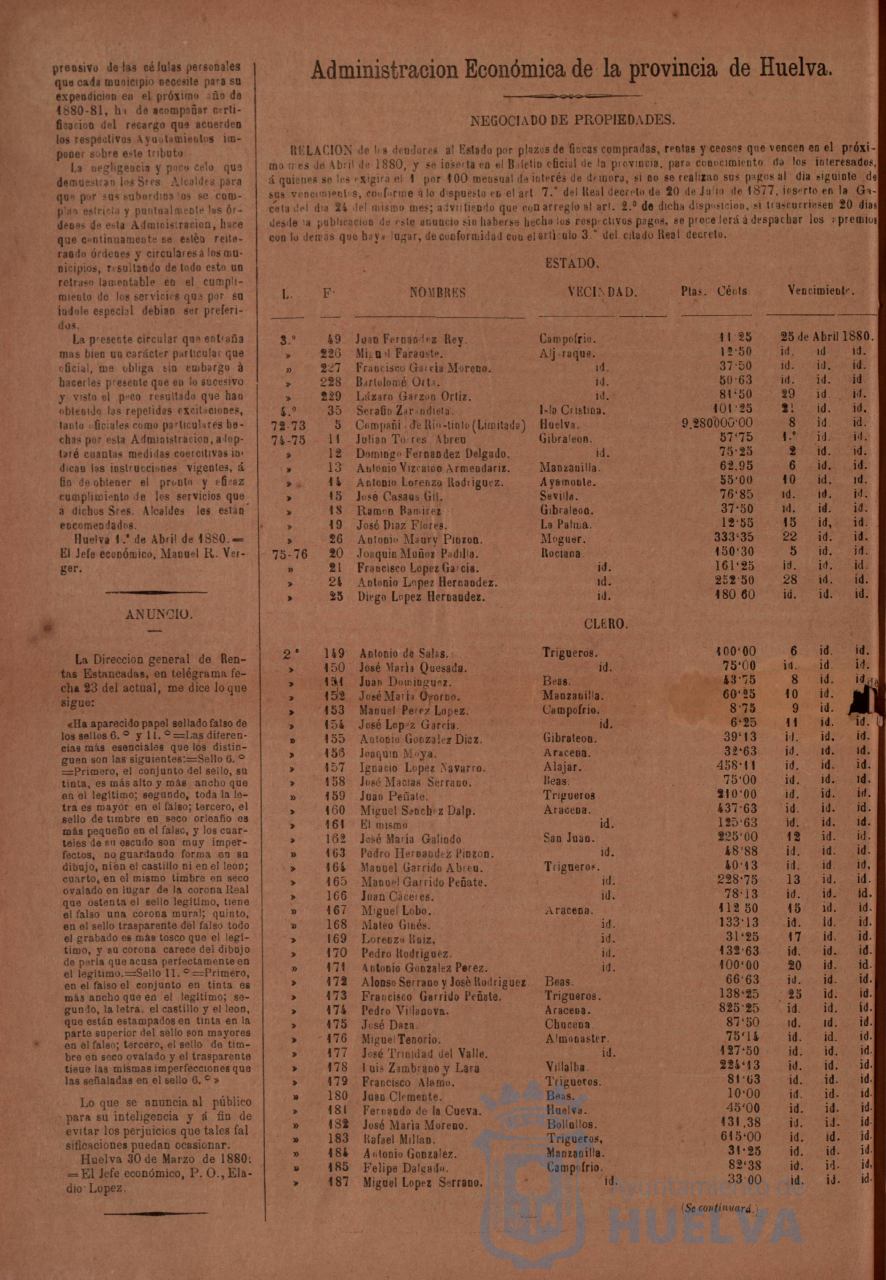 prensivo de las células personales
que cada municipio necesite para su
expendicion en el próximo año de
1880-81, ha de acompañar certi-
ficacion del recargo que acuerden
los respectivos Ayuntamientos im-
poner sobre este tributo
La negligencia y poco celo que
demuestran los Sres. Alcaldes para
que por sus subordinados se cum-
plan estricta y puntualmente las ór-
denes de esta Administracion, hace
que continuamente se estén reite-
rando órdenes y circulares á los mu-
nicipios, resultando de todo esto un
retraso lamentable en el cumpli-
miento de los servicios que por su
indole especial debian ser preferi-
dos.
La presente circular que entraña
mas bien un carácter particular que
oficial, me obliga sin embargo á
hacerles presente que en lo sucesivo
y visto el poco resultado que han
obtenido las repetidas excitaciones,
tanto oficiales como particulares he-
chas por esta Administracion, adop-
taré cuantas medidas coercitivas in-
dican las instrucciones vigentes, á
fin de obtener el pronto y eficaz
cumplimiento de los servicios que
á dichos Sres. Alcaldes les están
encomendados.
Huelva 1.º de Abril de 1880.=
El Jefe económico, Manuel R. Ver-
ger.
ANUNCIO.
La Direccion general de Ren-
tas Estancadas, en telégrama fe-
cha 23 del actual, me dice lo que
sigue:
«Ha aparecido papel sellado falso de
los sellos 6.º y 11.º=Las diferen-
cias más esenciales que los distin-
guen son las siguientes:=Sello 6.º
=Primero, el conjunto del sello, su
tinta, es más alto y más ancho que
en el legitimo; segundo, toda la le-
tra es mayor en el falso; tercero, el
sello de timbre en seco orleaño es
más pequeño en el falso, y los cuar-
teles de su escudo son muy imper-
fectos, no guardando forma en su
dibujo, ni en el castillo ni en el leon;
cuarto, en el mismo timbre en seco
ovalado en lugar de la corona Real
que ostenta el sello legitimo, tiene
el falso una corona mural; quinto,
en el sello trasparente del falso todo
el grabado es más tosco que el legi-
timo, y su corona carece del dibujo
de perla que acusa perfectamente en
el legitimo.=Sello 11.º=Primero,
en el falso el conjunto en tinta es
más ancho que en el legitimo; se-
gundo, la letra, el castillo y el leon,
que están estampados en tinta en la
parte superior del sello son mayores
en el falso; tercero, el sello de tim-
bre en seco ovalado y el trasparente
tiene las mismas imperfecciones que
las señaladas en el sello 6.º»
Lo que se anuncia al público
para su inteligencia y á fin de
evitar los perjuicios que tales fal
sificaciones puedan ocasionar.
Huelva 30 de Marzo de 1880:
=El Jefe económico, P. O., Ela-
dio Lopez.
Administracion Económica de la provincia de Huelva.
NEGOCIADO DE PROPIEDADES.
RELACION de los deudores al Estado por plazos de fincas compradas, rentas y censos que vencen en el próxi-
mo mes de Abril de 1880, y se inserta en el Boletin oficial de la provincia, para conocimiento de los interesados,
á quienes se les exigira el 1 por 100 mensual de interés de demora, si no se realizan sus pagos al dia siguiente de
sus vencimientos, conforme á lo dispuesto en el art 7.º del Real decreto de 20 de Julio de 1877, inserto en la Ga-
ceta del dia 24 del mismo mes; advirtiendo que con arreglo al art. 2.º de dicha disposicion, si trascurriesen 20 dias
desde la publicacion de este anuncio sin haberse hecho los respectivos pagos, se procelerá á despachar los apremios
con lo demas que haya lugar, de conformidad con el articulo 3.º del citado Real decreto.
ESTADO.
L. F· NOMBRES VECINDAD. Ptas. Cénts Vencimiente.
3.º 49 Juan Fernandez Rey. Campofrio. 11 25 25 de Abril 1880.
» 226 Miguel Farauste. Aljaraque. 12'50 id. id id.
» 227 Francisco Garcia Moreno. id. 37'50 id. id. id.
» 228 Bartolomé Orta. id. 50'63 id. id. id.
» 229 Lázaro Garzon Ortiz. id. 81'50 29 id. id.
4.º 35 Serafin Zarandieta. Isla Cristina. 101'25 21 id. id.
72-73 5 Compañia de Rio-tinto (Limitado) Huelva. 9.280000'00 8 id id.
74-75 11 Julian Torres Abreu Gibraleon. 57'75 1.º id. id.
» 12 Domingo Fernandez Delgado. id. 75'25 2 id. id.
» 13 Antonio Vizcaino Armendariz. Manzanilla. 62,95 6 id. id.
» 14 Antonio Lorenzo Rodriguez. Ayamonte. 55'00 10 id. id.
» 15 José Casaus Gil. Sevilla. 76'85 id. id. id.
» 18 Ramon Ramirez Gibraleon. 37'50 id. id. id.
» 19 José Diaz Flores. La Palma. 12'55 15 id, id.
» 26 Antonio Maury Pinzon. Moguer. 333'35 22 id. id.
75-76 20 Joaquin Muñoz Padilla. Rociana. 150'30 5 id. id.
» 21 Francisco Lopez Garcia. id. 161'25 id. id. id.
» 24 Antonio Lopez Hernandez. id. 252'50 28 id. id.
» 25 Diego Lopez Hernandez. id. 480 60 id. id. id.
CLERO.
2º 149 Antonio de Salas. Trigueros. 100'00 6 id. id.
» 150 José Maria Quesada. id. 75'00 id. id. id.
» 151 Juan Dominguez. Beas. 43'75 8 id. id.
» 152 José Maria Osorno. Manzanilla. 60'25 10 id.
» 153 Manuel Perez Lopez. Campofrio. 8'75 9 id.
» 154 José Lopez Garcia. id. 6'25 11 id. id.
» 155 Antonio Gonzalez Diaz. Gibraleon. 39'13 id. id. id.
» 156 Joaquin Moya. Aracena. 32'63 id. id. id.
» 157 Ignacio Lopez Navarro. Alajar. 458'11 id. id. id.
» 158 José Macias Serrano. Beas. 75'00 id. id. id.
» 159 Juan Peñate. Trigueros 210'00 id. id. id.
» 160 Miguel Sanchez Dalp. Aracena. 437'63 id. id. id.
» 161 El mismo id. 125'63 id. id. id.
» 162 José Maria Galindo San Juan. 225'00 12 id. id.
» 163 Pedro Hernandez Pinzon. id. 48'88 id. id. id.
» 164 Manuel Garrido Abreu. Trigueros. 40'13 id. id. id.
» 165 Manuel Garrido Peñate. id. 228'75 13 id. id.
» 166 Juan Cáceres. id. 78'13 id. id. id.
» 167 Miguel Lobo. Aracena. 112 50 15 id. id.
» 168 Mateo Ginés. id. 133'13 id. id. id.
» 169 Lorenzo Ruiz, id. 31'25 17 id. id.
» 170 Pedro Rodriguez. id. 132'63 id. id. id.
» 171 Antonio Gonzalez Perez. id. 100'00 20 id. id.
» 172 Alonso Serrano y José Rodriguez Beas. 66'63 id. id. id.
» 173 Francisco Garrido Peñate. Trigueros. 138'25 25 id. id.
» 174 Pedro Villanova. Aracena. 825'25 id. id. id.
» 175 José Daza. Chucena 87'50 id. id. id.
» 176 Miguel Tenorio. Almonaster. 75'14 id. id. id.
» 177 José Trinidad del Valle. id. 127'50 id. id. id.
» 178 Luis Zambrano y Lara Villalba. 224'13 id. id. id.
» 179 Francisco Alamo. Trigueros. 81'63 id. id. id.
» 180 Juan Clemente. Beas. 10'00 id. id. id.
» 181 Fernando de la Cueva. Huelva. 45'00 id. id. id.
» 182 José Maria Moreno. Bollullos. 131,38 id. id. id.
» 183 Rafael Millan. Trigueros, 615'00 id. id. id.
» 184 Antonio Gonzalez. Manzanilla. 31'25 id. id. id.
» 185 Felipe Dalgado. Campofrio. 82'38 id. id. id.
» 187 Miguel Lopez Serrano. id. 33 00 id. id. id.
(Se continuará.)
Ayuntamiento de
HUELVA